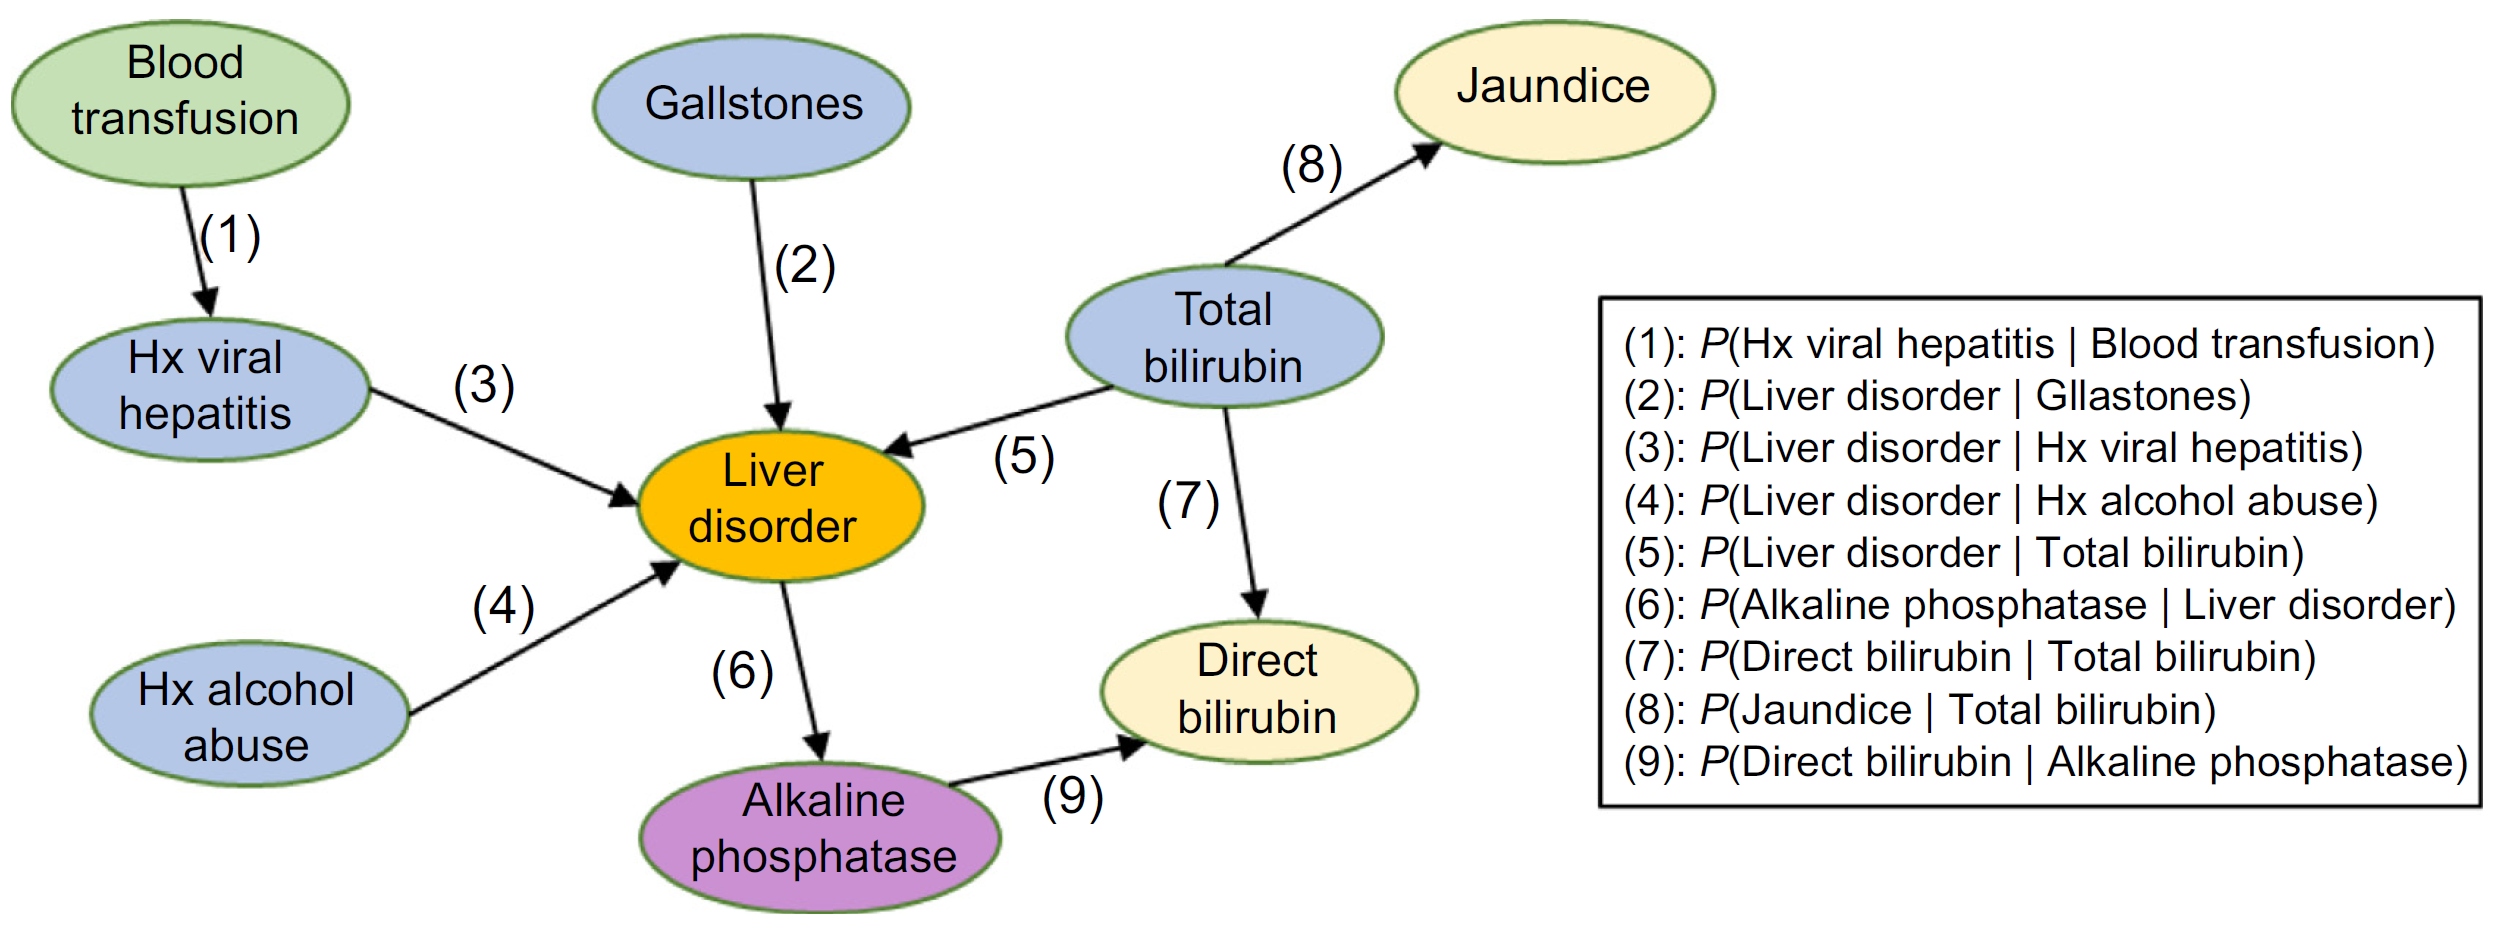 Blood
transfusion
Gallstones
Jaundice
(8)
(1)
(2)
Total
bilirubin
Hx viral
hepatitis
(3)
(5)
Liver
disorder
(7)
(4)
(6)
Hx alcohol
abuse
Direct
bilirubin
Alkaline
phosphatase
(9)
(1): P(Hx viral hepatitis | Blood transfusion)
(2): P(Liver disorder | Gllastones)
(3): P(Liver disorder | Hx viral hepatitis)
(4): P(Liver disorder | Hx alcohol abuse)
(5): P(Liver disorder | Total bilirubin)
(6): P(Alkaline phosphatase | Liver disorder)
(7): P(Direct bilirubin | Total bilirubin)
(8): P(Jaundice | Total bilirubin)
(9): P(Direct bilirubin | Alkaline phosphatase)